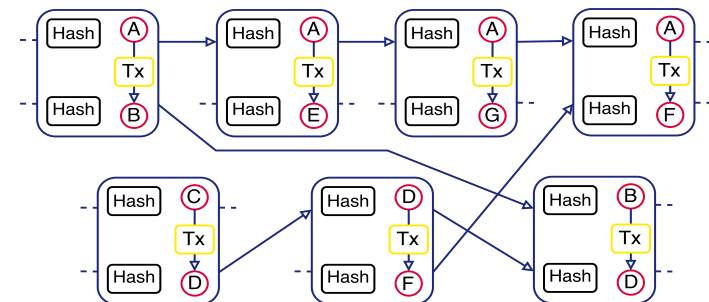 Hash A Hash A Hash A Hash A
Tx Tx Tx Tx
Hash B Hash E Hash G Hash F
Hash C Hash D Hash B
Tx Tx Tx
Hash D Hash F Hash D